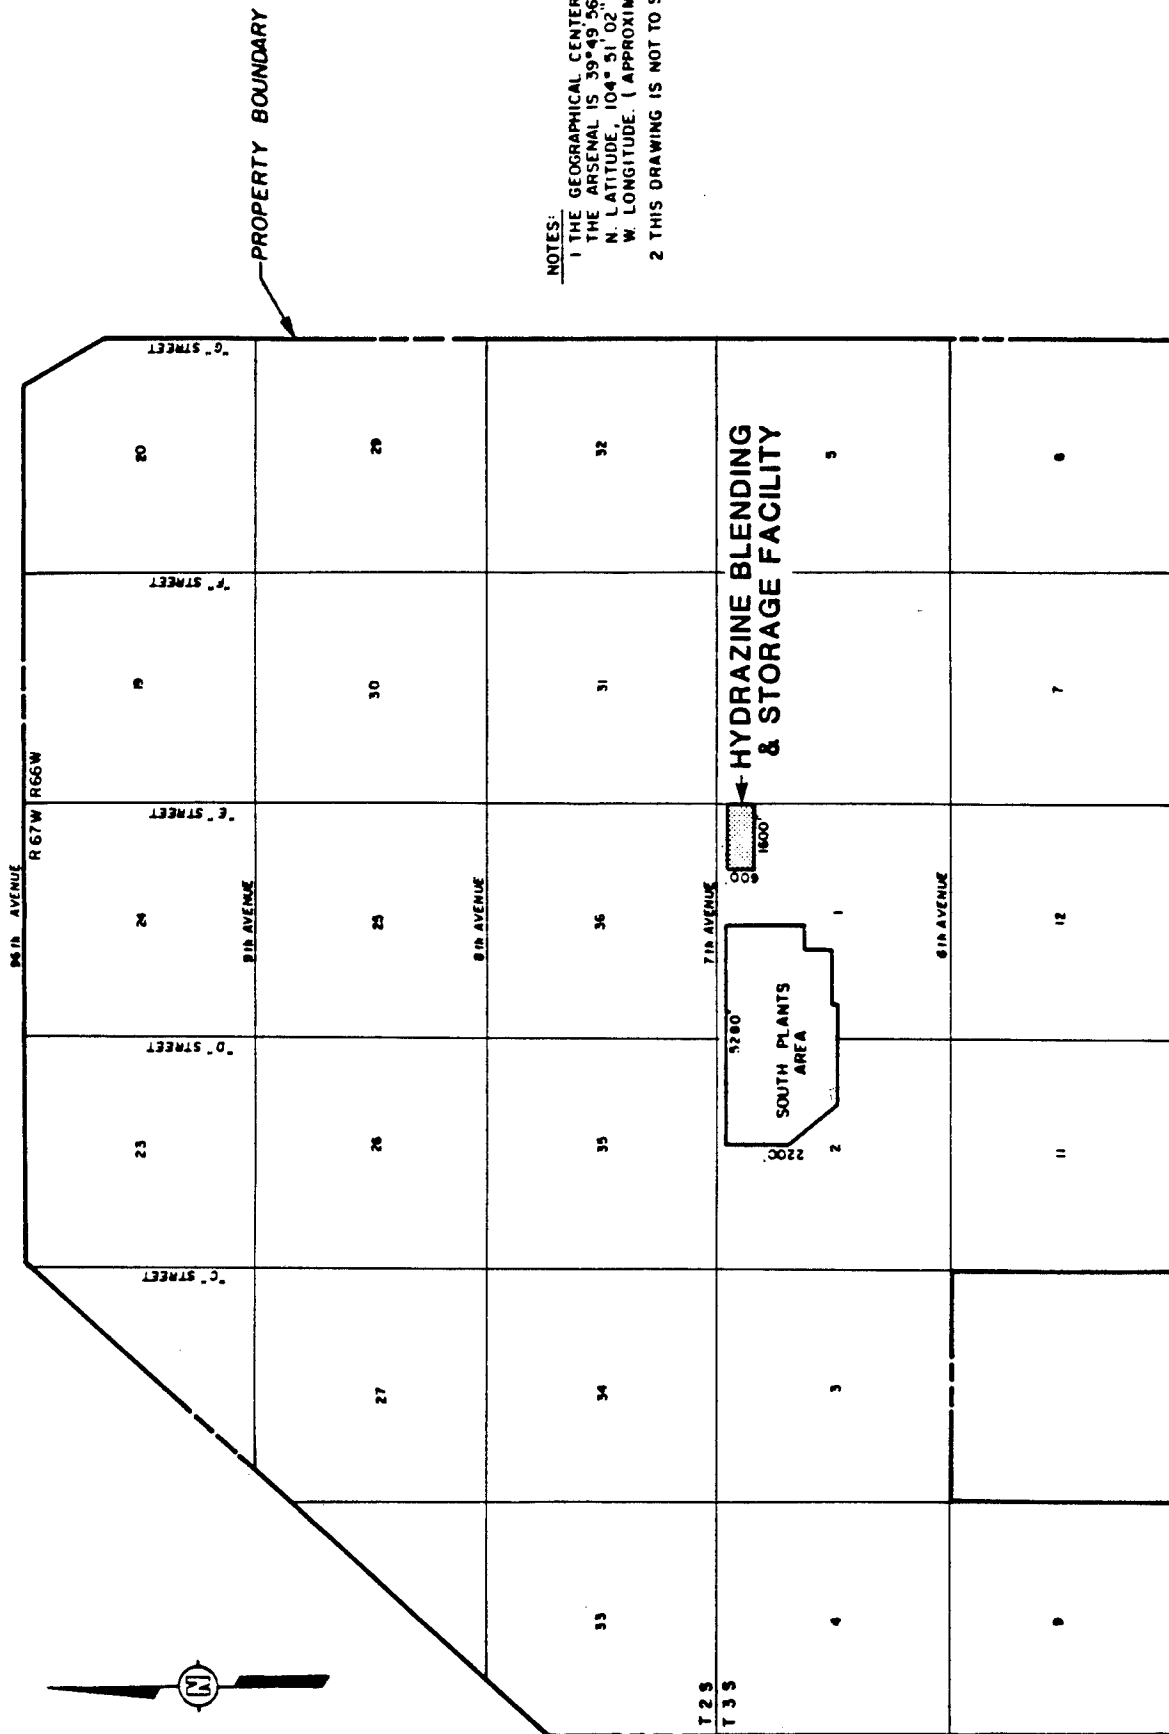 PROPERTY BOUNDARY
NOTES:
1 THE GEOGRAPHICAL CENTER
THE ARSENAL IS 39° 49' 56
N. LATITUDE, 104° 51' 02"
W. LONGITUDE. (APPROXIM
2 THIS DRAWING IS NOT TO S
96th AVENUE
R67W R66W
"C" STREET
"D" STREET
"E" STREET
"F" STREET
"G" STREET
23
24
19
20
9th AVENUE
27
26
25
30
29
8th AVENUE
33
34
35
36
31
32
T2S
T3S
7th AVENUE
5280'
2200'
SOUTH PLANTS
AREA
600'
1600'
HYDRAZINE BLENDING
& STORAGE FACILITY
4
3
2
1
5
6th AVENUE
9
11
12
7
8
N